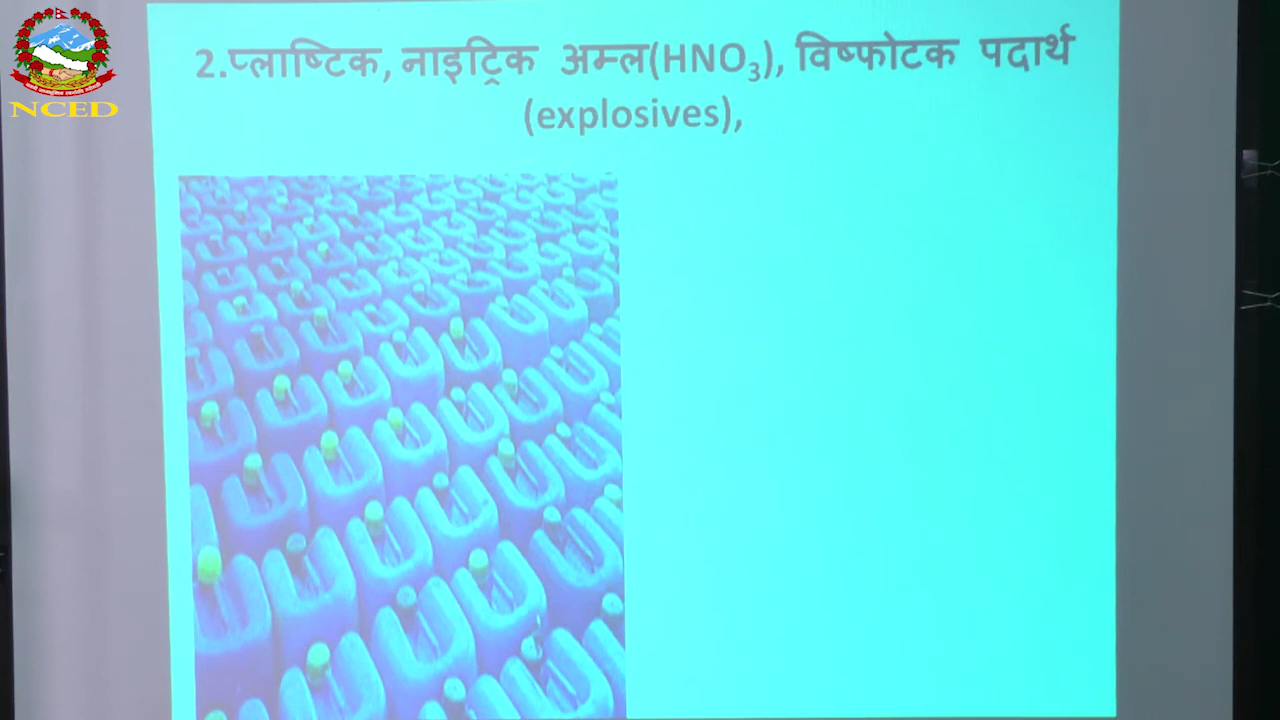 NCED
2.प्लाष्टिक, नाइट्रिक अम्ल(HNO₃), विष्फोटक पदार्थ
(explosives),